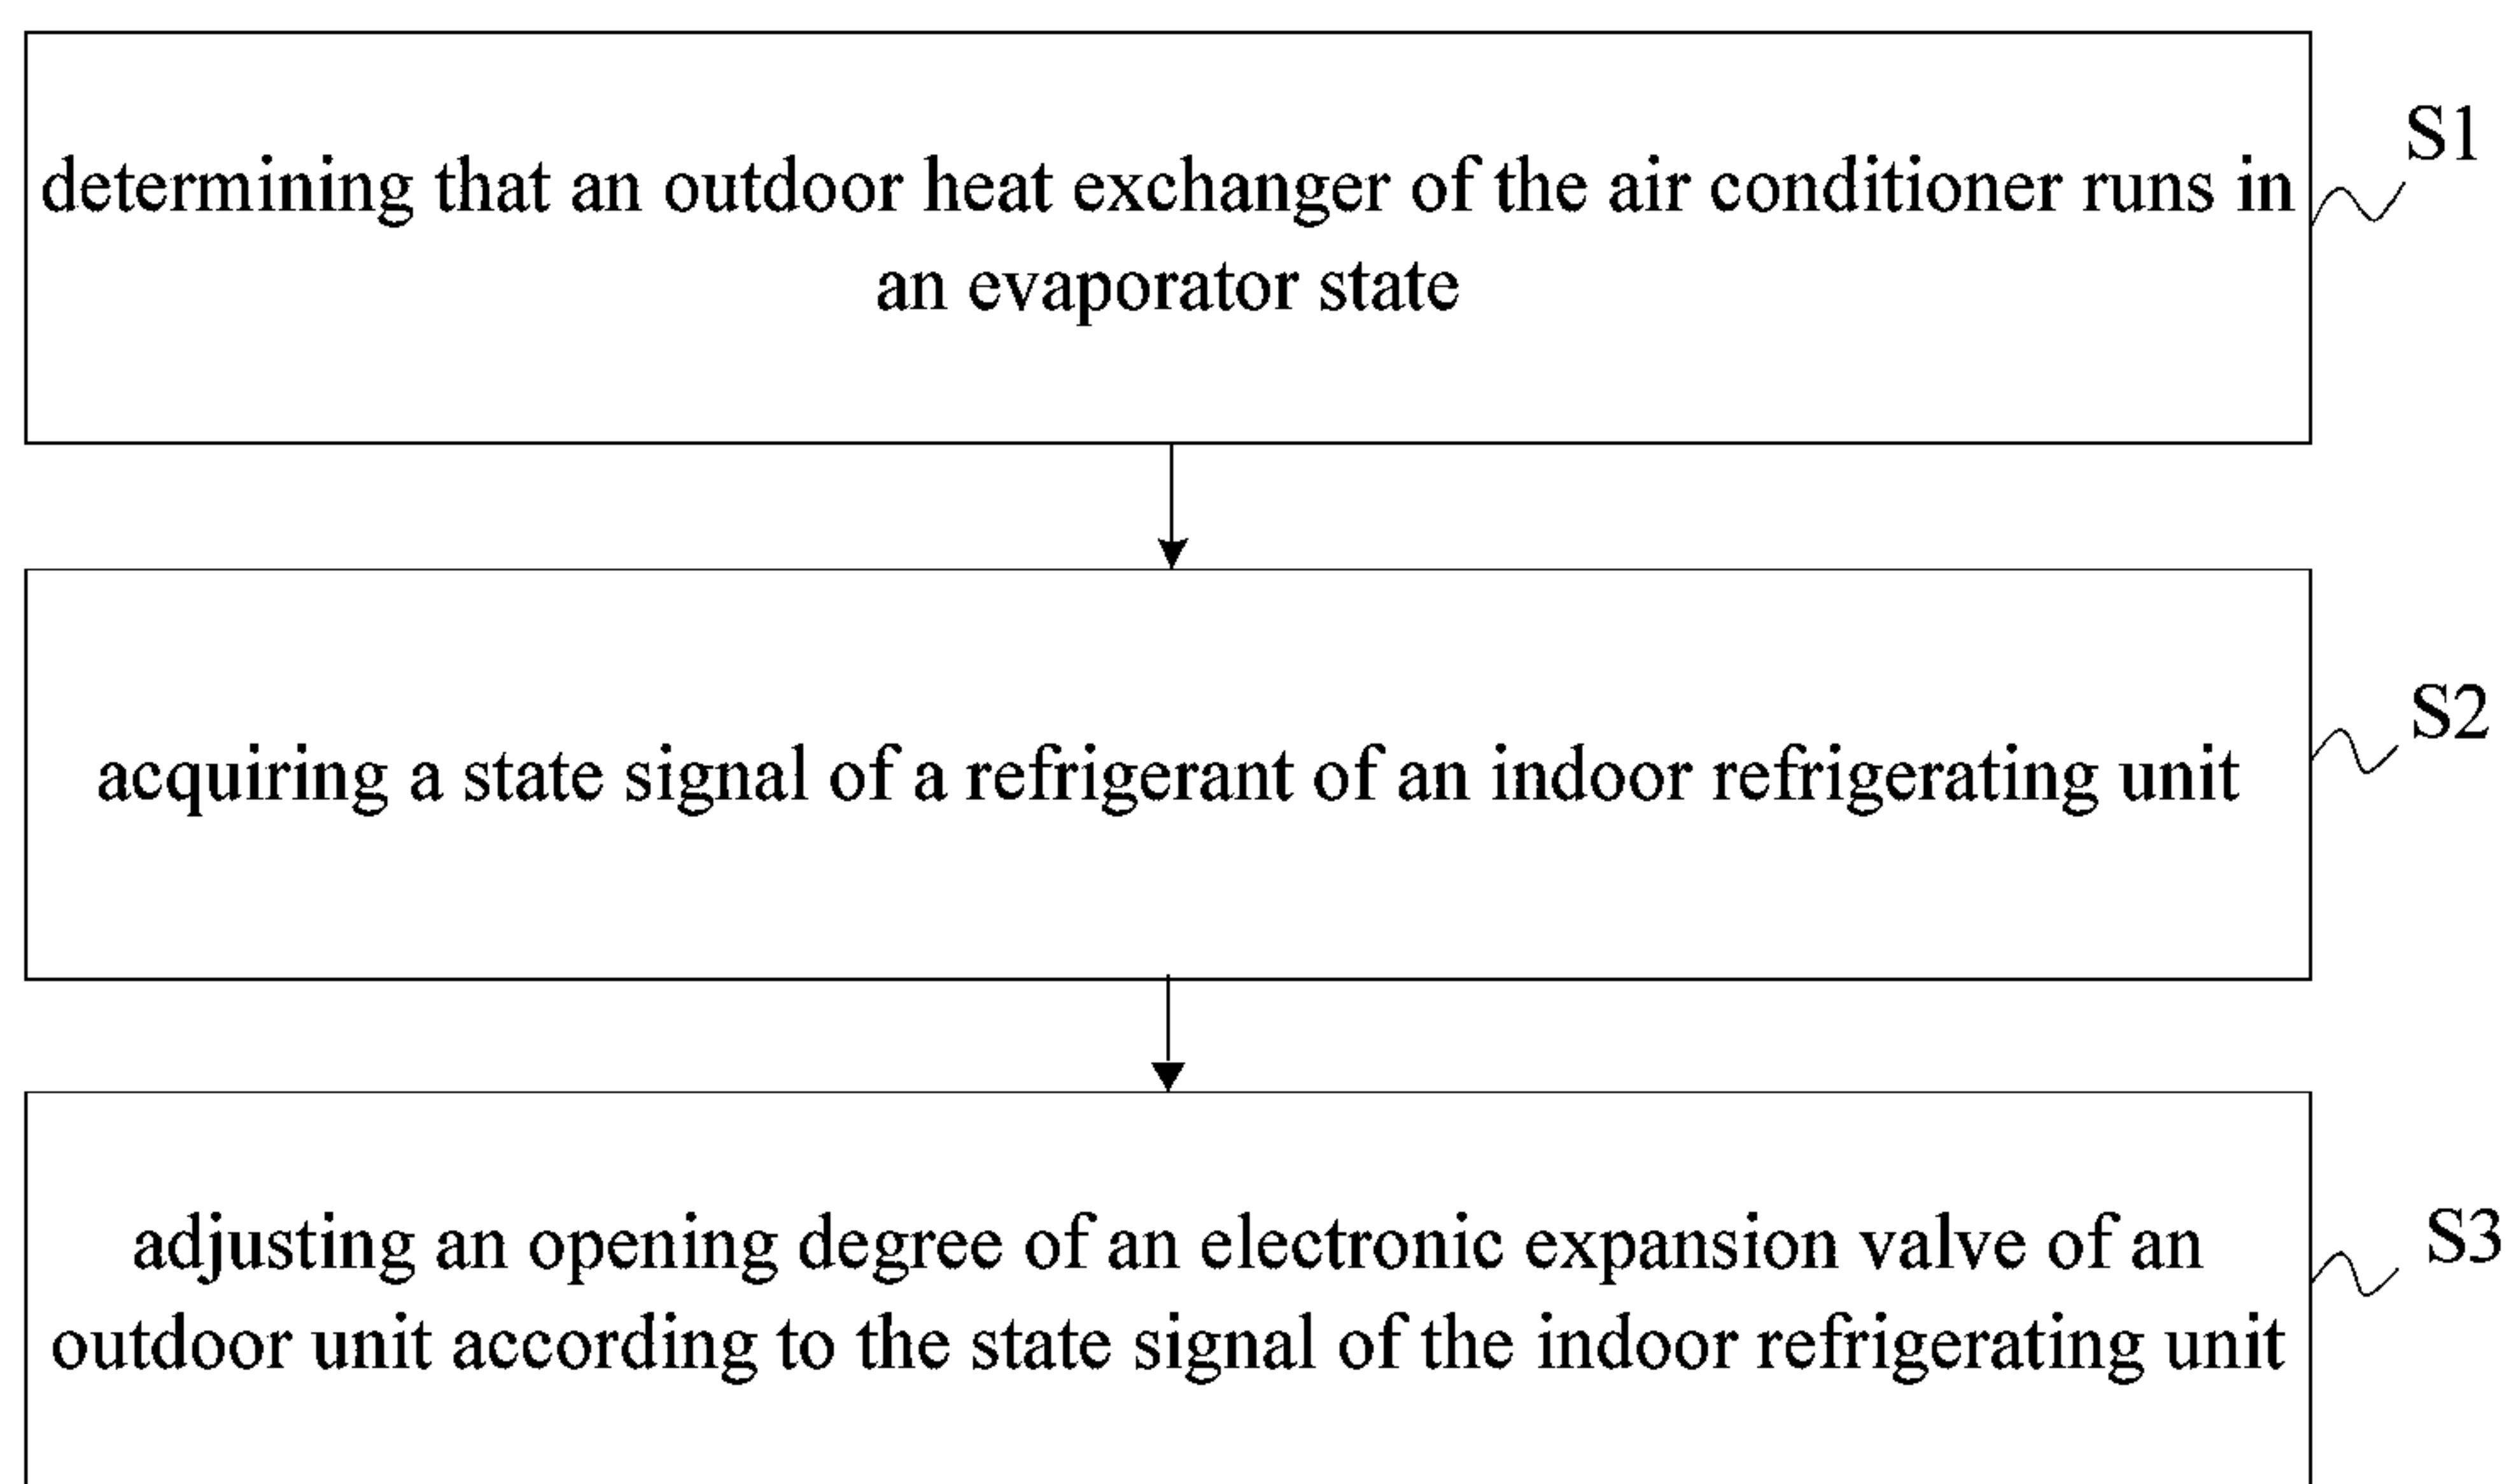 S1
determining that an outdoor heat exchanger of the air conditioner runs in
an evaporator state
S2
acquiring a state signal of a refrigerant of an indoor refrigerating unit
S3
adjusting an opening degree of an electronic expansion valve of an
outdoor unit according to the state signal of the indoor refrigerating unit